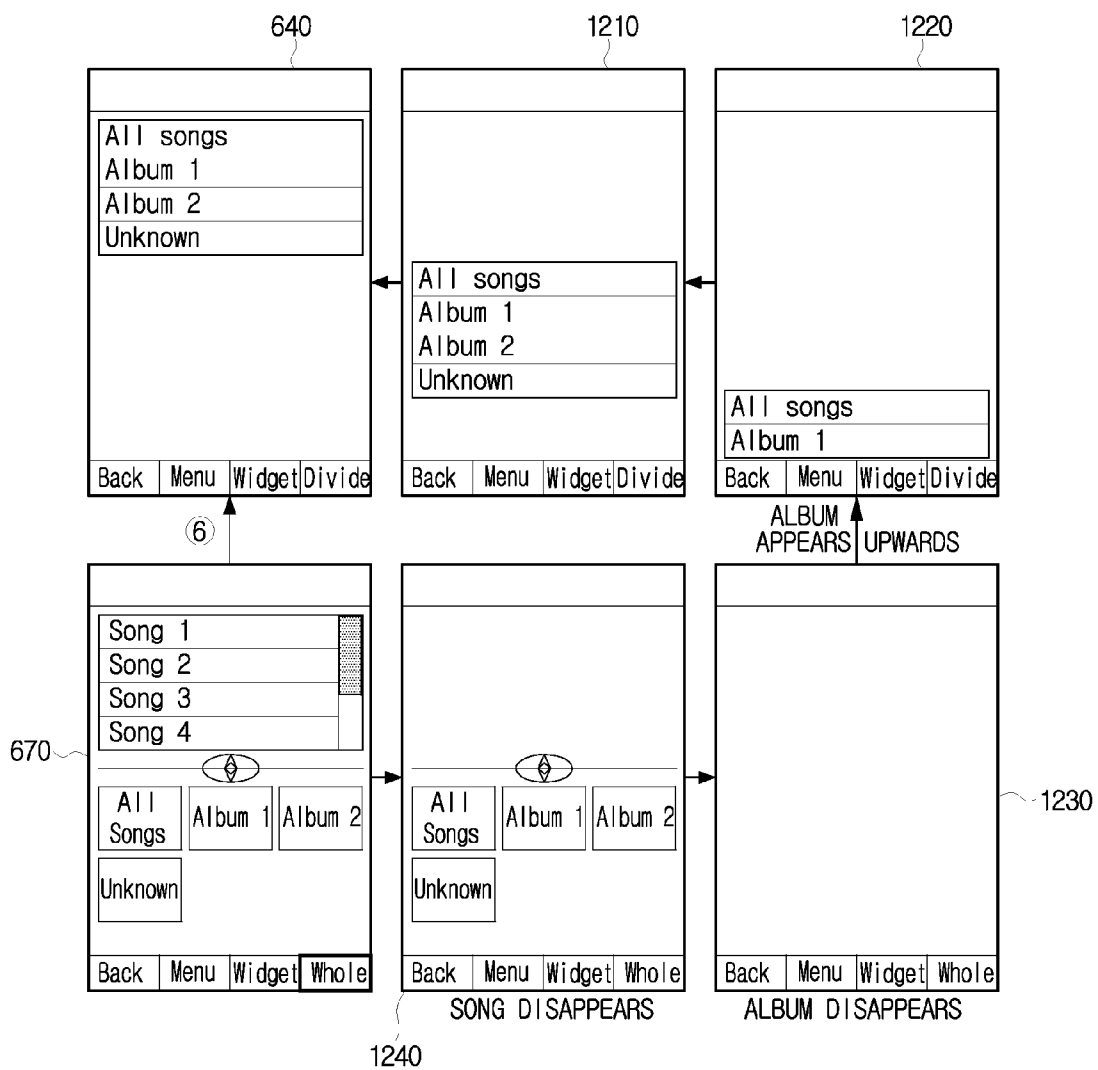 640
1210
1220
All songs
Album 1
Album 2
Unknown
Back Menu Widget Divide
All songs
Album 1
Album 2
Unknown
Back Menu Widget Divide
All songs
Album 1
Back Menu Widget Divide
⑥
ALBUM
APPEARS UPWARDS
670
Song 1
Song 2
Song 3
Song 4
All
Songs
Album 1
Album 2
Unknown
Back Menu Widget Whole
All
Songs
Album 1
Album 2
Unknown
Back Menu Widget Whole
SONG DISAPPEARS
1240
1230
Back Menu Widget Whole
ALBUM DISAPPEARS